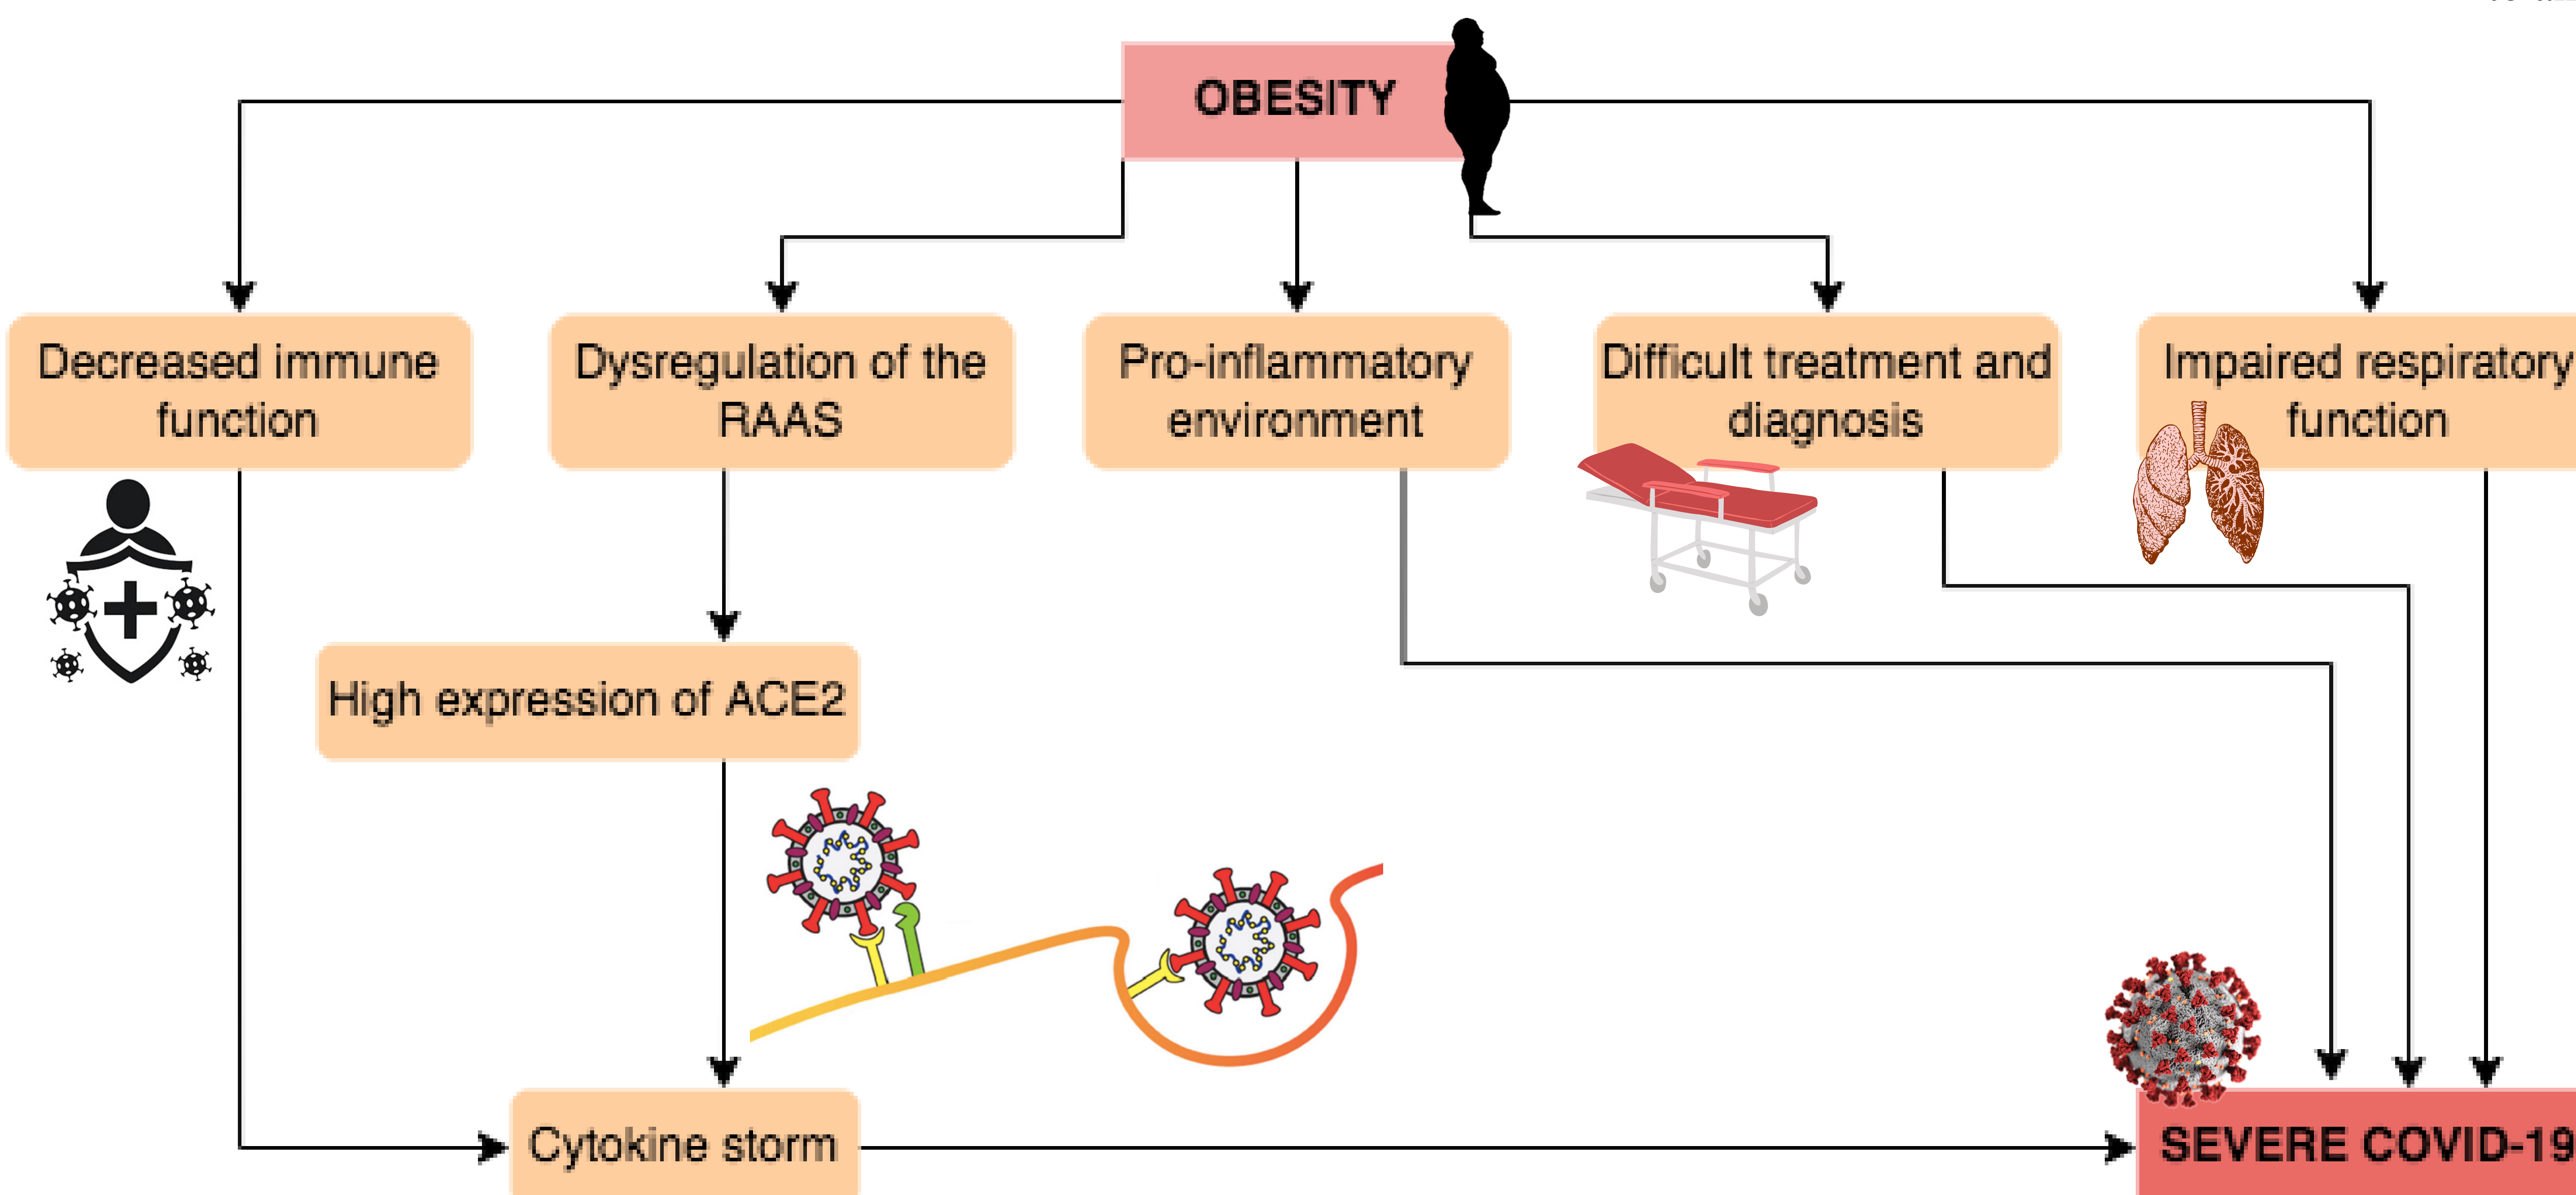 OBESITY
Decreased immune
function
Dysregulation of the
RAAS
Pro-inflammatory
environment
Difficult treatment and
diagnosis
Impaired respiratory
function
High expression of ACE2
Cytokine storm
SEVERE COVID-19